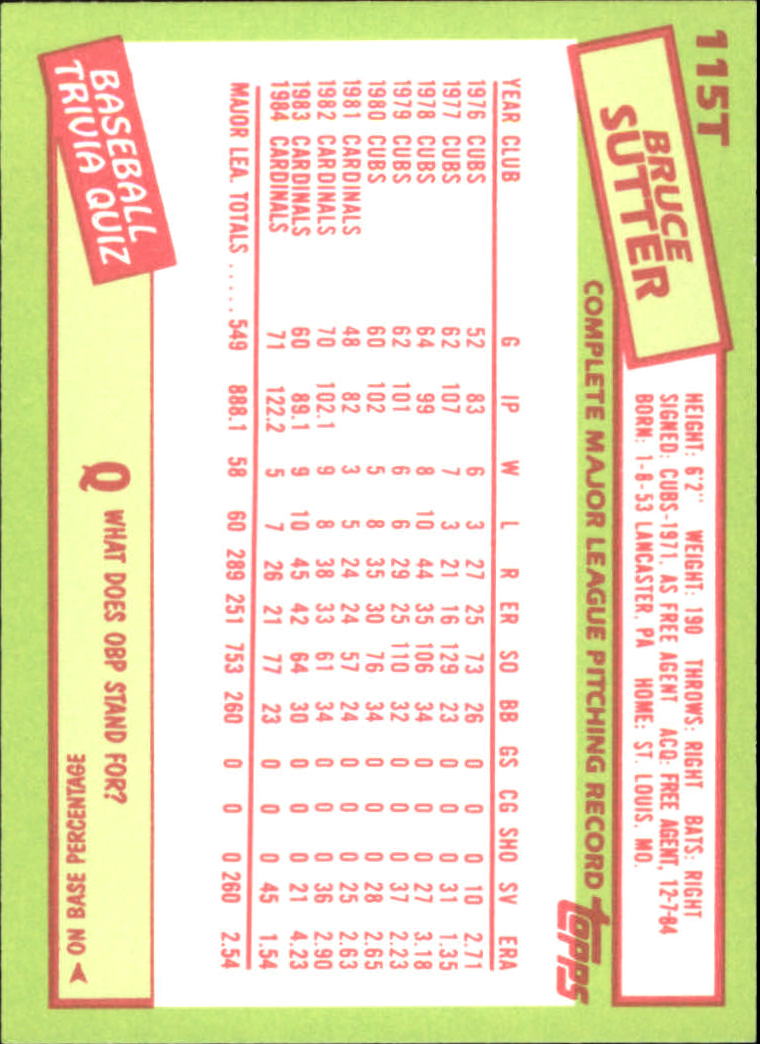 115T
BRUCE
SUTTER
HEIGHT: 6'2" WEIGHT: 190 THROWS: RIGHT BATS: RIGHT
SIGNED: CUBS-1971, AS FREE AGENT ACQ: FREE AGENT, 12-7-84
BORN: 1-8-53 LANCASTER, PA HOME: ST. LOUIS, MO.
COMPLETE MAJOR LEAGUE PITCHING RECORD topps
YEAR CLUB G IP W L R ER SO BB GS CG SHO SV ERA
1976 CUBS 52 83 6 3 27 25 73 26 0 0 0 10 2.71
1977 CUBS 62 107 7 3 21 16 129 23 0 0 0 31 1.35
1978 CUBS 64 99 8 10 44 35 106 34 0 0 0 27 3.18
1979 CUBS 62 101 6 6 29 25 110 32 0 0 0 37 2.23
1980 CUBS 60 102 5 8 35 30 76 34 0 0 0 28 2.65
1981 CARDINALS 48 82 3 5 24 24 57 24 0 0 0 25 2.63
1982 CARDINALS 70 102.1 9 8 38 33 61 34 0 0 0 36 2.90
1983 CARDINALS 60 89.1 9 10 45 42 64 30 0 0 0 21 4.23
1984 CARDINALS 71 122.2 5 7 26 21 77 23 0 0 0 45 1.54
MAJOR LEA. TOTALS ...... 549 888.1 58 60 289 251 753 260 0 0 0 260 2.54
BASEBALL
TRIVIA QUIZ
Q WHAT DOES OBP STAND FOR?
ON BASE PERCENTAGE